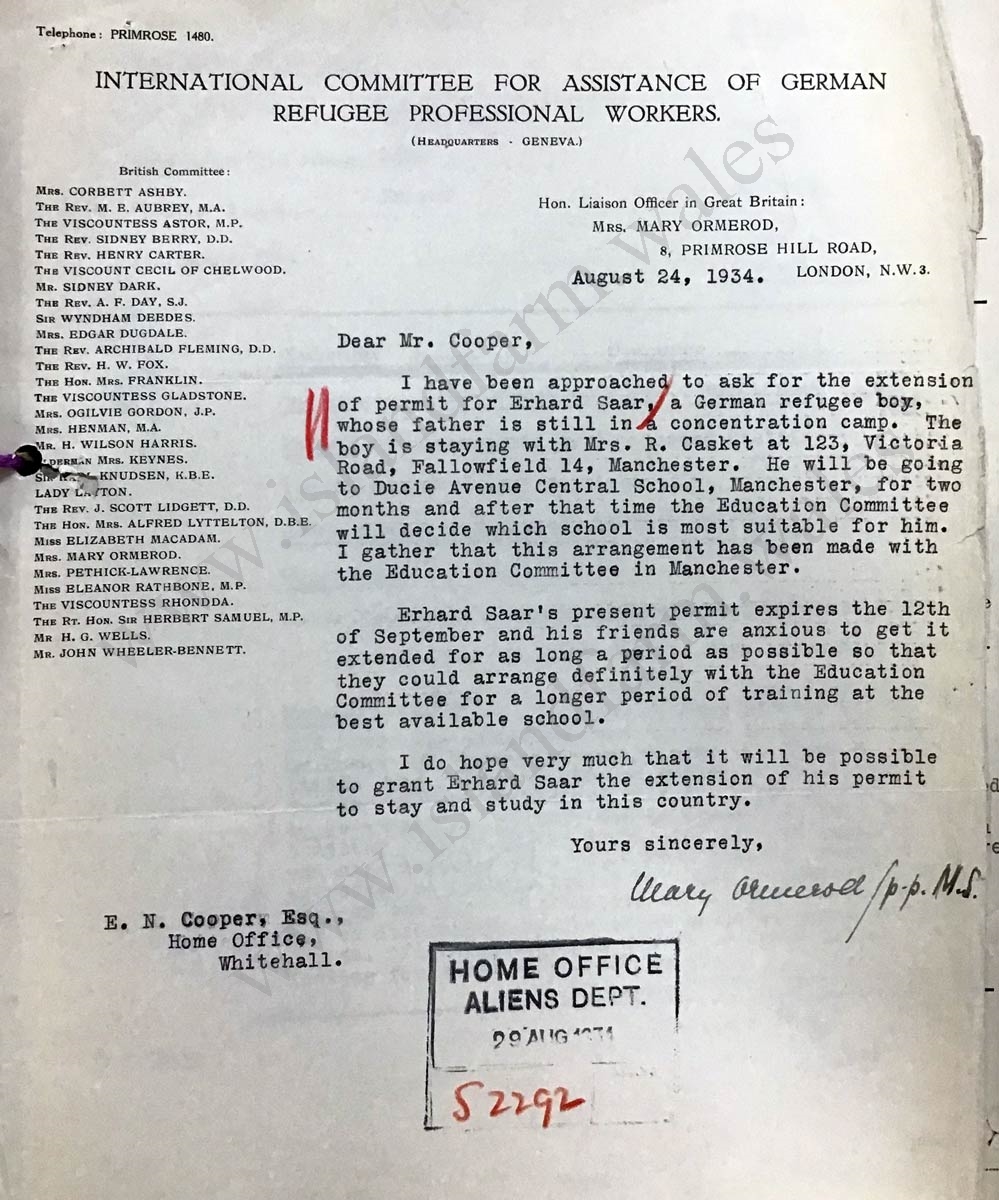 Telephone: PRIMROSE 1480.
INTERNATIONAL COMMITTEE FOR ASSISTANCE OF GERMAN
REFUGEE PROFESSIONAL WORKERS.
(HEADQUARTERS - GENEVA.)
British Committee:
MRS. CORBETT ASHBY.
THE REV. M. E. AUBREY, M.A.
THE VISCOUNTESS ASTOR, M.P.
THE REV. SIDNEY BERRY, D.D.
THE REV. HENRY CARTER.
THE VISCOUNT CECIL OF CHELWOOD.
MR. SIDNEY DARK.
THE REV. A. F. DAY, S.J.
SIR WYNDHAM DEEDES.
MRS. EDGAR DUGDALE.
THE REV. ARCHIBALD FLEMING, D.D.
THE REV. H. W. FOX.
THE HON. MRS. FRANKLIN.
THE VISCOUNTESS GLADSTONE.
MRS. OGILVIE GORDON, J.P.
MRS. HENMAN, M.A.
MR. H. WILSON HARRIS.
ALDERMAN MRS. KEYNES.
SIR KNUDSEN, K.B.E.
LADY LAYTON.
THE REV. J. SCOTT LIDGETT, D.D.
THE HON. MRS. ALFRED LYTTELTON, D.B.E.
MISS ELIZABETH MACADAM.
MRS. MARY ORMEROD.
MRS. PETHICK-LAWRENCE.
MISS ELEANOR RATHBONE, M.P.
THE VISCOUNTESS RHONDDA.
THE RT. HON. SIR HERBERT SAMUEL, M.P.
MR H. G. WELLS.
MR. JOHN WHEELER-BENNETT.
Hon. Liaison Officer in Great Britain:
MRS. MARY ORMEROD,
8, PRIMROSE HILL ROAD,
LONDON, N.W.3.
August 24, 1934.
Dear Mr. Cooper,
I have been approached to ask for the extension
of permit for Erhard Saar, a German refugee boy,
whose father is still in a concentration camp. The
boy is staying with Mrs. R. Casket at 123, Victoria
Road, Fallowfield 14, Manchester. He will be going
to Ducie Avenue Central School, Manchester, for two
months and after that time the Education Committee
will decide which school is most suitable for him.
I gather that this arrangement has been made with
the Education Committee in Manchester.
Erhard Saar's present permit expires the 12th
of September and his friends are anxious to get it
extended for as long a period as possible so that
they could arrange definitely with the Education
Committee for a longer period of training at the
best available school.
I do hope very much that it will be possible
to grant Erhard Saar the extension of his permit
to stay and study in this country.
Yours sincerely,
Mary Ormerod / p.p. M.S.
E. N. Cooper, Esq.,
Home Office,
Whitehall.
HOME OFFICE
ALIENS DEPT.
29 AUG
S 2292
www.islandfarm.wales
www.islandfarm.wales